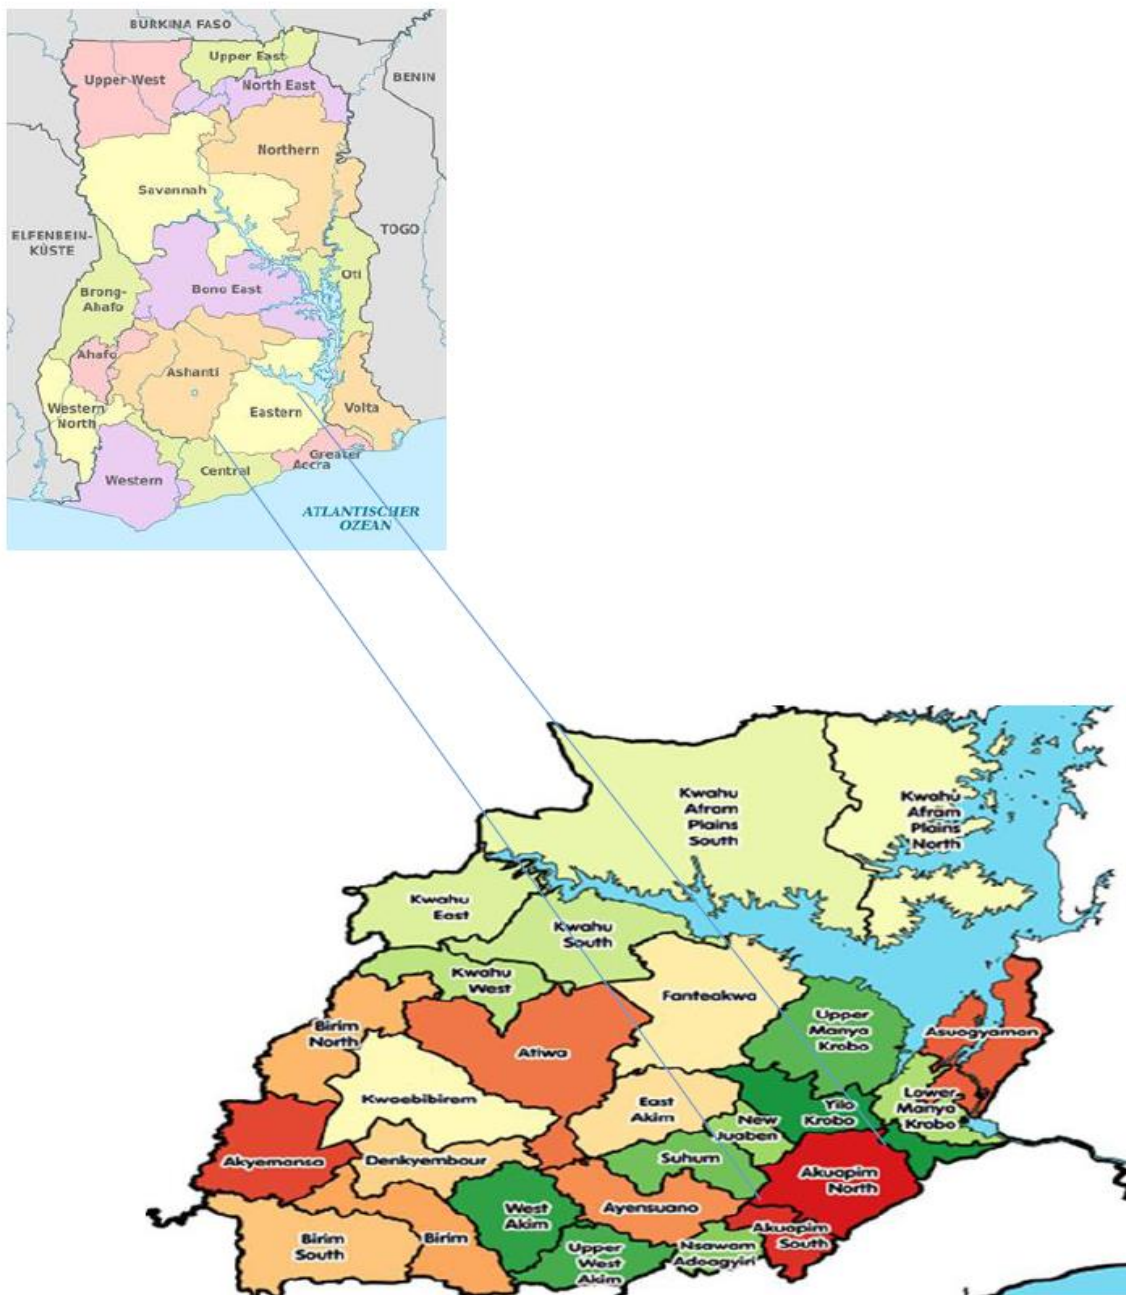 BURKINA FASO
Upper East
Upper West
BENIN
North East
Northern
Savannah
TOGO
ELFENBEIN-
KÜSTE
Oti
Bono East
Brong-
Ahafo
Ahafo
Ashanti
Western
North
Eastern
Volta
Greater
Accra
Central
Western
ATLANTISCHER
OZEAN
Kwahu
Afram
Plains
South
Kwahu
Afram
Plains
North
Kwahu
East
Kwahu
South
Kwahu
West
Fanteakwa
Upper
Manya
Krobo
Asuogyaman
Birim
North
Atiwa
Kwaebibirem
East
Akim
New
Juaben
Yilo
Krobo
Lower
Manya
Krobo
Akyemansa
Denkyembour
Suhum
Akuapim
North
West
Akim
Ayensuano
Birim
South
Birim
Upper
West
Akim
Nsawam
Adoagyiri
Akuapim
South